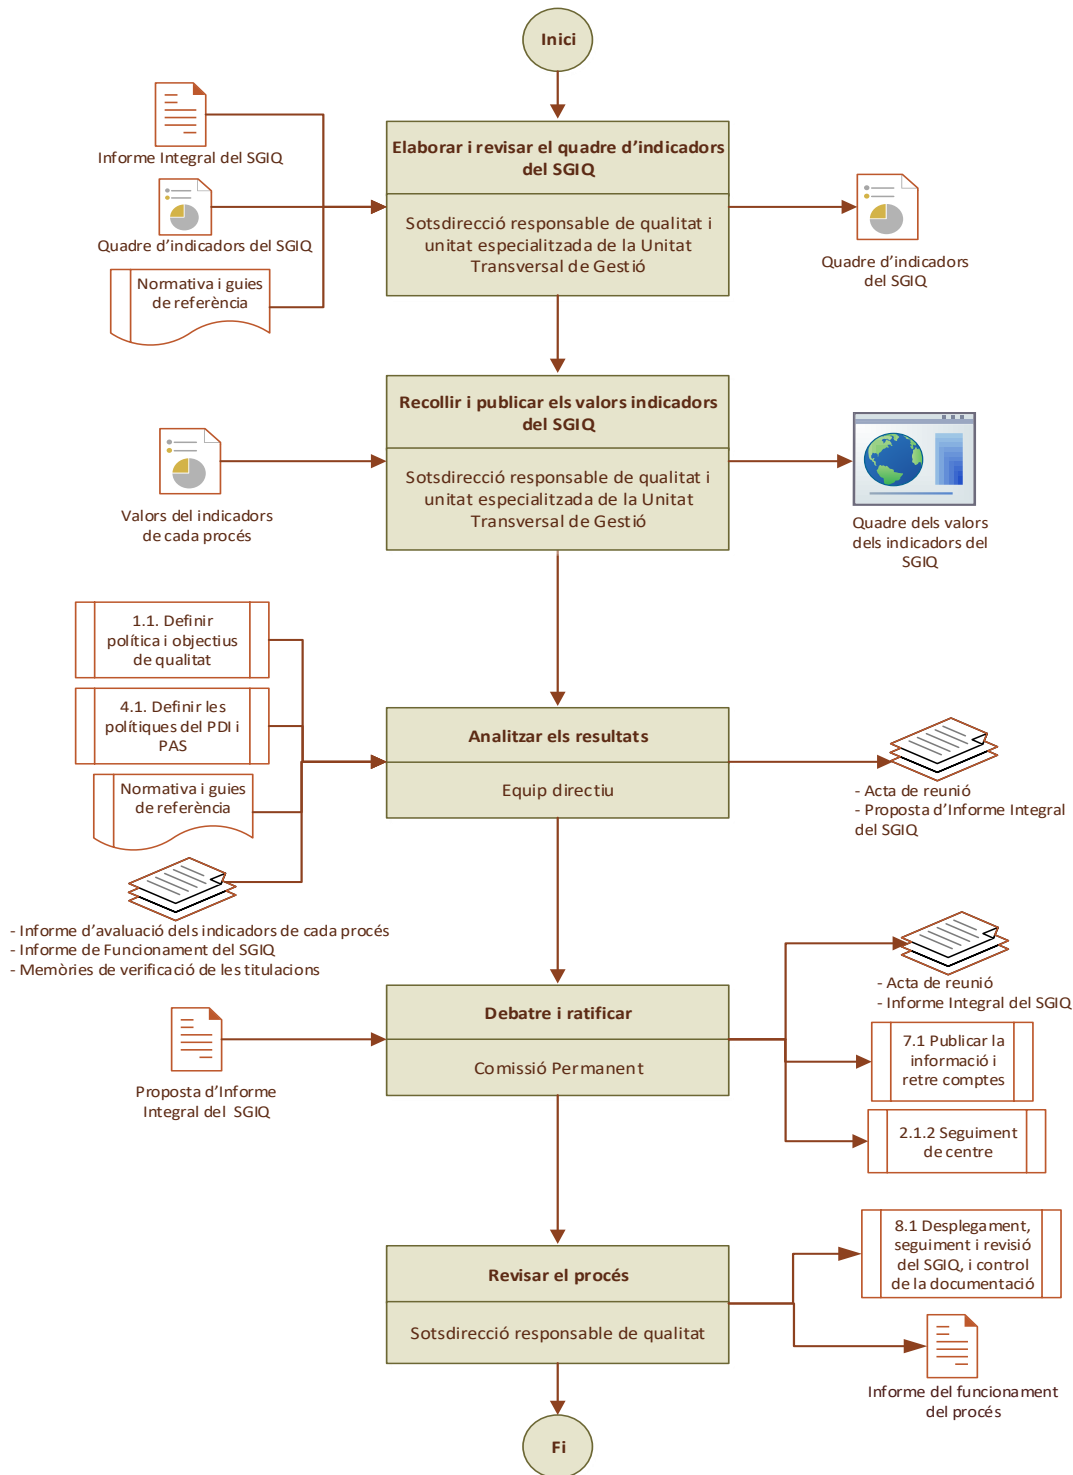 Inici
Informe Integral del SGIQ
Quadre d'indicadors del SGIQ
Normativa i guies
de referència
Elaborar i revisar el quadre d'indicadors
del SGIQ
Sotsdirecció responsable de qualitat i
unitat especialitzada de la Unitat
Transversal de Gestió
Quadre d'indicadors
del SGIQ
Valors del indicadors
de cada procés
Recollir i publicar els valors indicadors
del SGIQ
Sotsdirecció responsable de qualitat i
unitat especialitzada de la Unitat
Transversal de Gestió
Quadre dels valors
dels indicadors del
SGIQ
1.1. Definir
política i objectius
de qualitat
4.1. Definir les
polítiques del PDI i
PAS
Normativa i guies
de referència
- Informe d'avaluació dels indicadors de cada procés
- Informe de Funcionament del SGIQ
- Memòries de verificació de les titulacions
Analitzar els resultats
Equip directiu
- Acta de reunió
- Proposta d'Informe Integral
del SGIQ
Proposta d'Informe
Integral del SGIQ
Debatre i ratificar
Comissió Permanent
- Acta de reunió
- Informe Integral del SGIQ
7.1 Publicar la
informació i
retre comptes
2.1.2 Seguiment
de centre
Revisar el procés
Sotsdirecció responsable de qualitat
8.1 Desplegament,
seguiment i revisió
del SGIQ, i control
de la documentació
Informe del funcionament
del procés
Fi